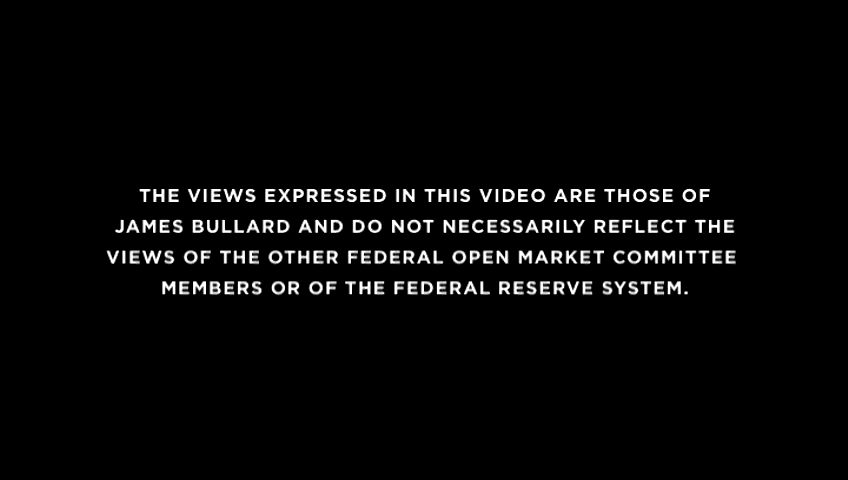 THE VIEWS EXPRESSED IN THIS VIDEO ARE THOSE OF
JAMES BULLARD AND DO NOT NECESSARILY REFLECT THE
VIEWS OF THE OTHER FEDERAL OPEN MARKET COMMITTEE
MEMBERS OR OF THE FEDERAL RESERVE SYSTEM.